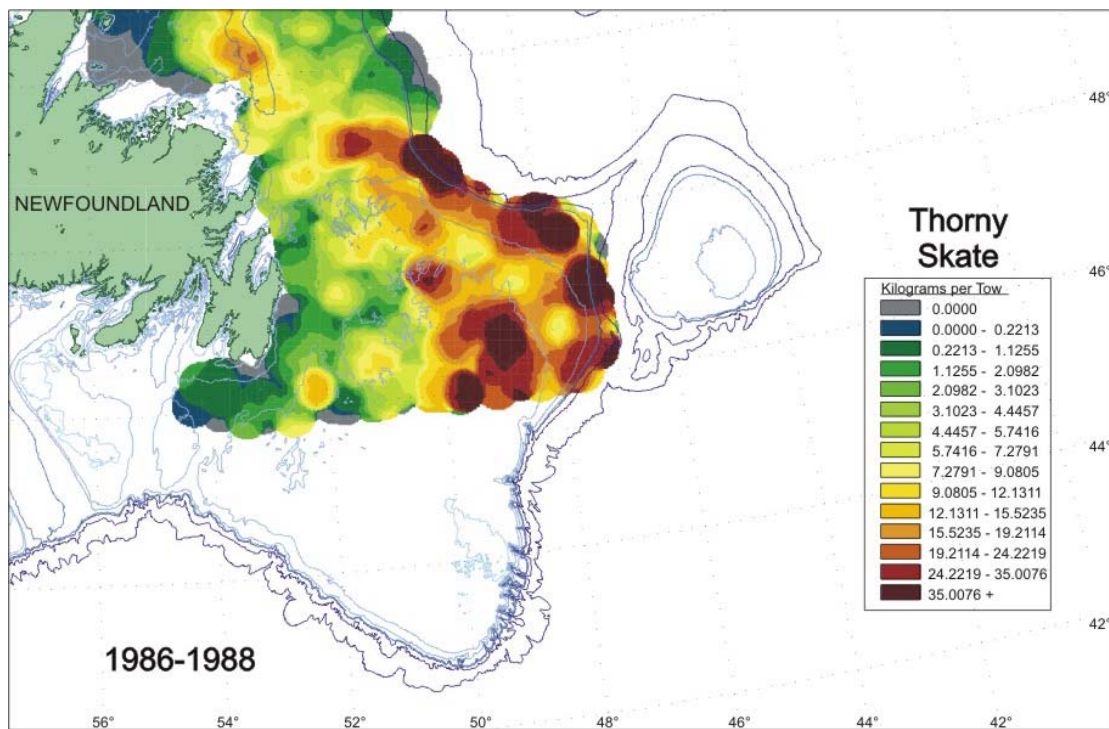 NEWFOUNDLAND
Thorny
Skate
Kilograms per Tow
0.0000
0.0000 - 0.2213
0.2213 - 1.1255
1.1255 - 2.0982
2.0982 - 3.1023
3.1023 - 4.4457
4.4457 - 5.7416
5.7416 - 7.2791
7.2791 - 9.0805
9.0805 - 12.1311
12.1311 - 15.5235
15.5235 - 19.2114
19.2114 - 24.2219
24.2219 - 35.0076
35.0076 +
48°
46°
44°
42°
1986-1988
56° 54° 52° 50° 48° 46° 44° 42°